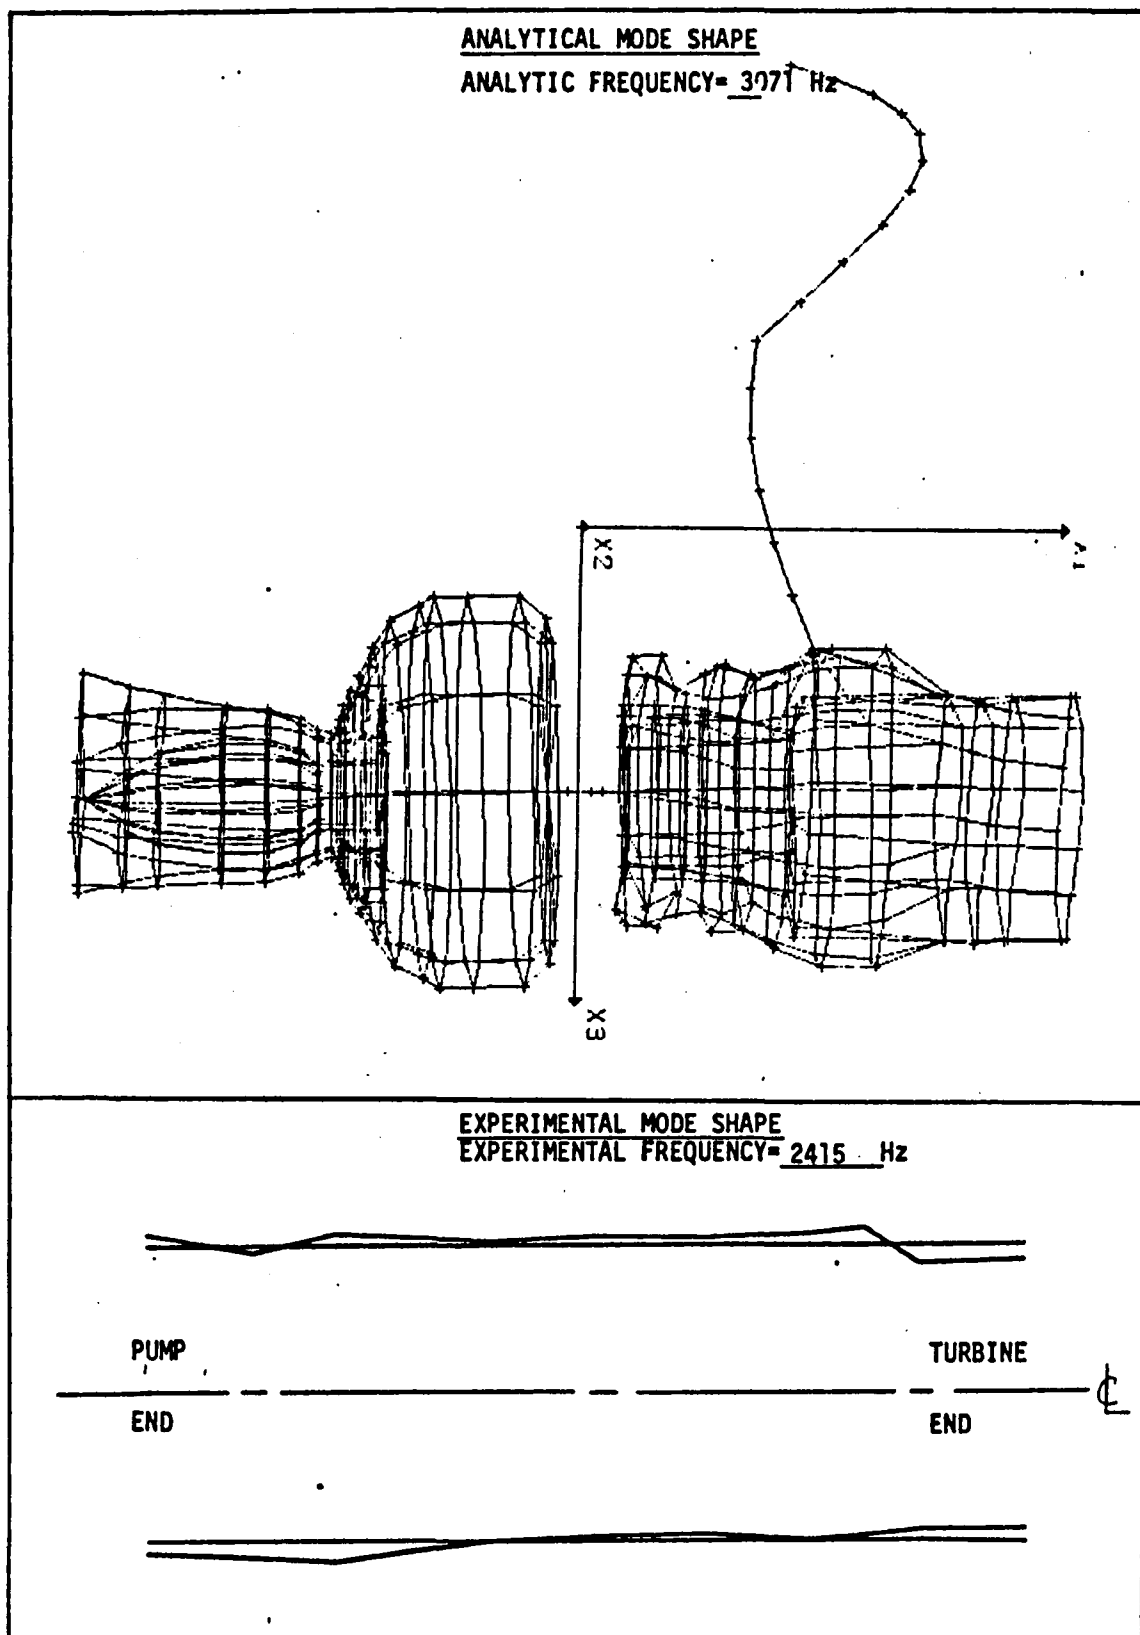 ANALYTICAL MODE SHAPE
ANALYTIC FREQUENCY= 3071 Hz
X2
X3
EXPERIMENTAL MODE SHAPE
EXPERIMENTAL FREQUENCY= 2415 Hz
PUMP
TURBINE
END
END